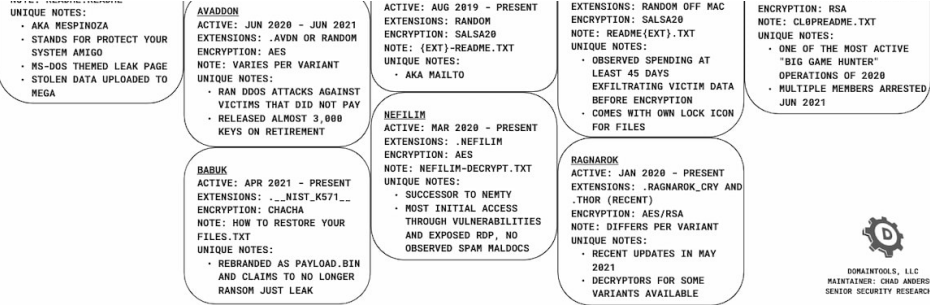 UNIQUE NOTES:
• AKA MESPINOZA
• STANDS FOR PROTECT YOUR
SYSTEM AMIGO
• MS-DOS THEMED LEAK PAGE
• STOLEN DATA UPLOADED TO
MEGA
AVADDON
ACTIVE: JUN 2020 - JUN 2021
EXTENSIONS: .AVDN OR RANDOM
ENCRYPTION: AES
NOTE: VARIES PER VARIANT
UNIQUE NOTES:
• RAN DDOS ATTACKS AGAINST
VICTIMS THAT DID NOT PAY
• RELEASED ALMOST 3,000
KEYS ON RETIREMENT
BABUK
ACTIVE: APR 2021 - PRESENT
EXTENSIONS: .__NIST_K571__
ENCRYPTION: CHACHA
NOTE: HOW TO RESTORE YOUR
FILES.TXT
UNIQUE NOTES:
• REBRANDED AS PAYLOAD.BIN
AND CLAIMS TO NO LONGER
RANSOM JUST LEAK
ACTIVE: AUG 2019 - PRESENT
EXTENSIONS: RANDOM
ENCRYPTION: SALSA20
NOTE: {EXT}-README.TXT
UNIQUE NOTES:
• AKA MAILTO
NEFILIM
ACTIVE: MAR 2020 - PRESENT
EXTENSIONS: .NEFILIM
ENCRYPTION: AES
NOTE: NEFILIM-DECRYPT.TXT
UNIQUE NOTES:
• SUCCESSOR TO NEMTY
• MOST INITIAL ACCESS
THROUGH VULNERABILITIES
AND EXPOSED RDP, NO
OBSERVED SPAM MALDOCS
EXTENSIONS: RANDOM OFF MAC
ENCRYPTION: SALSA20
NOTE: README{EXT}.TXT
UNIQUE NOTES:
• OBSERVED SPENDING AT
LEAST 45 DAYS
EXFILTRATING VICTIM DATA
BEFORE ENCRYPTION
• COMES WITH OWN LOCK ICON
FOR FILES
RAGNAROK
ACTIVE: JAN 2020 - PRESENT
EXTENSIONS: .RAGNAROK_CRY AND
.THOR (RECENT)
ENCRYPTION: AES/RSA
NOTE: DIFFERS PER VARIANT
UNIQUE NOTES:
• RECENT UPDATES IN MAY
2021
• DECRYPTORS FOR SOME
VARIANTS AVAILABLE
ENCRYPTION: RSA
NOTE: CL0PREADME.TXT
UNIQUE NOTES:
• ONE OF THE MOST ACTIVE
"BIG GAME HUNTER"
OPERATIONS OF 2020
• MULTIPLE MEMBERS ARRESTED
JUN 2021
D
DOMAINTOOLS, LLC
MAINTAINER: CHAD ANDERS
SENIOR SECURITY RESEARCH